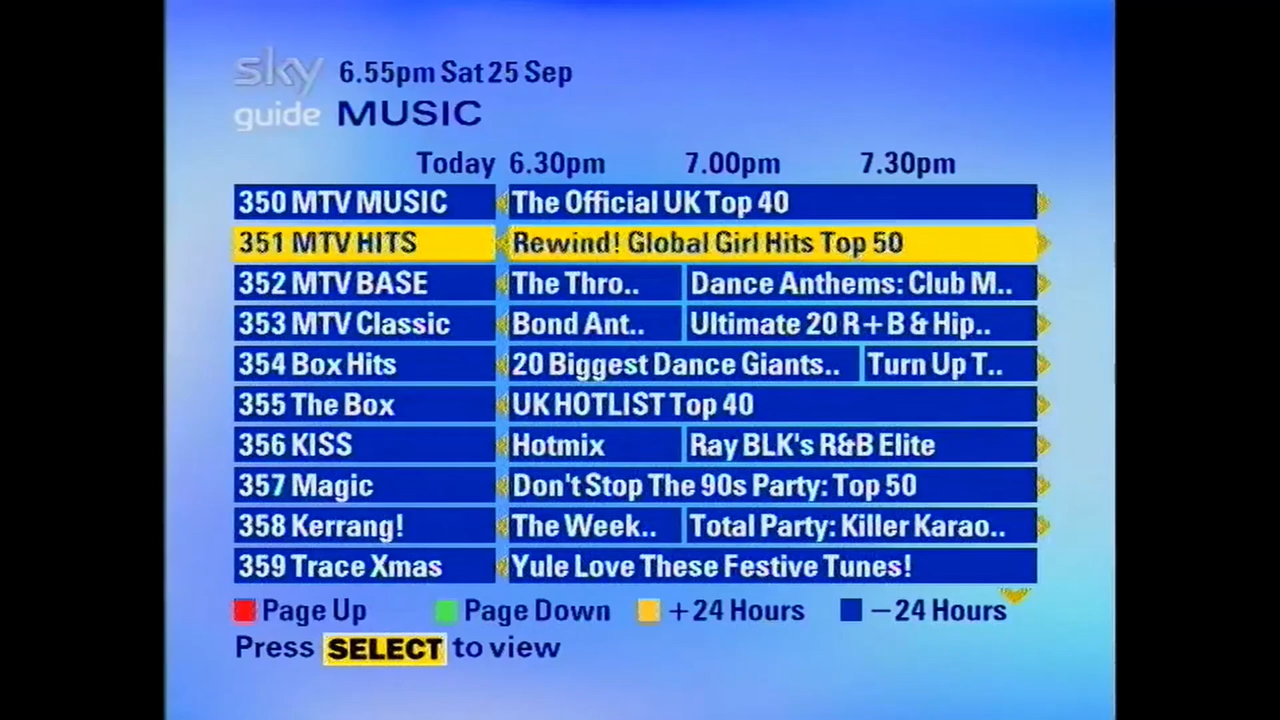 sky 6.55pm Sat 25 Sep
guide MUSIC
Today 6.30pm 7.00pm 7.30pm
350 MTV MUSIC The Official UK Top 40
351 MTV HITS Rewind! Global Girl Hits Top 50
352 MTV BASE The Thro.. Dance Anthems: Club M..
353 MTV Classic Bond Ant.. Ultimate 20 R+B & Hip..
354 Box Hits 20 Biggest Dance Giants.. Turn Up T..
355 The Box UK HOTLIST Top 40
356 KISS Hotmix Ray BLK's R&B Elite
357 Magic Don't Stop The 90s Party: Top 50
358 Kerrang! The Week.. Total Party: Killer Karao..
359 Trace Xmas Yule Love These Festive Tunes!
Page Up Page Down +24 Hours −24 Hours
Press SELECT to view